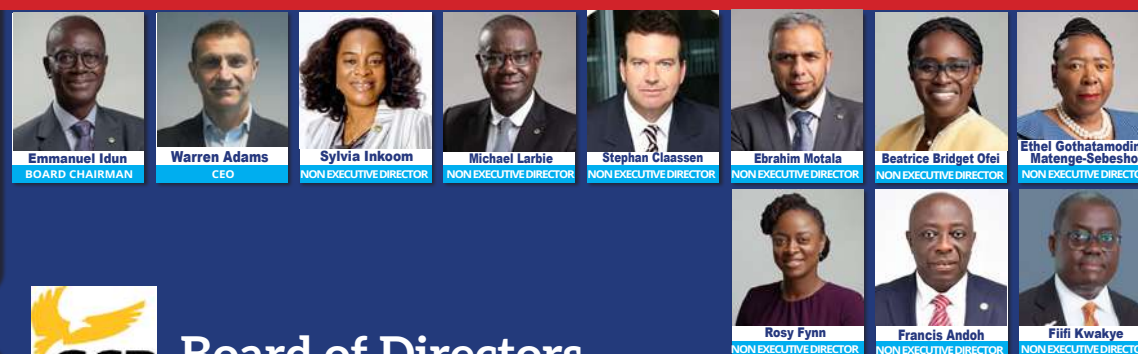 Emmanuel Idun
BOARD CHAIRMAN
Warren Adams
CEO
Sylvia Inkoom
NON EXECUTIVE DIRECTOR
Michael Larbie
NON EXECUTIVE DIRECTOR
Stephan Claassen
NON EXECUTIVE DIRECTOR
Ebrahim Motala
NON EXECUTIVE DIRECTOR
Beatrice Bridget Ofei
NON EXECUTIVE DIRECTOR
Matenge-Sebesho
NON EXECUTIVE
Rosy Fynn
NON EXECUTIVE DIRECTOR
Francis Andoh
NON EXECUTIVE DIRECTOR
Fiifi Kwakye
NON EXECUTIVE
Board of Directors